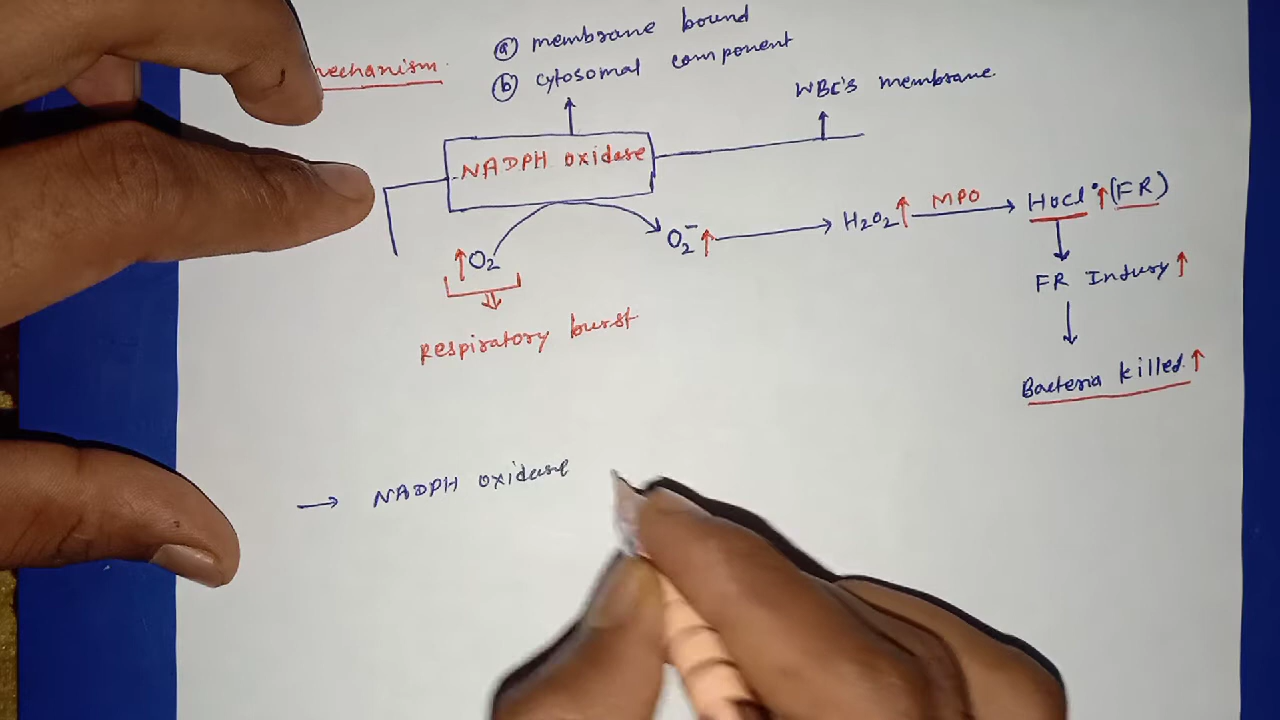 mechanism
ⓐ membrane bound
ⓑ cytosomal component
WBC's membrane
NADPH oxidase
↑O₂
O₂⁻↑ → H₂O₂↑ MPO → HOCl•↑(FR)
Respiratory burst
FR Indury↑
Bacteria killed.↑
→ NADPH oxidase